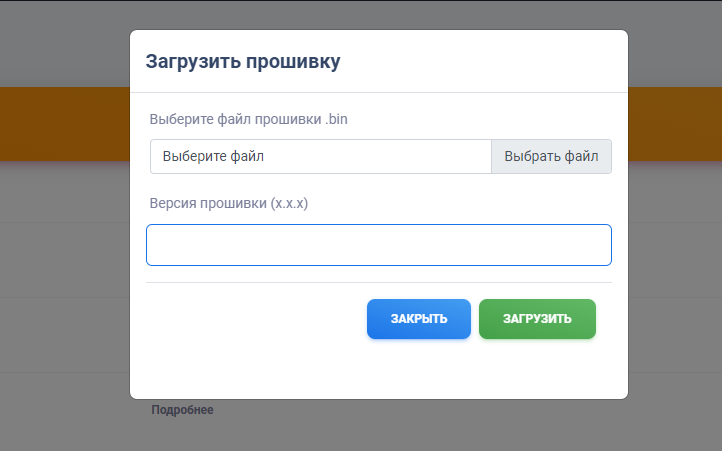 Загрузить прошивку
Выберите файл прошивки .bin
Выберите файл Выбрать файл
Версия прошивки (x.x.x)
ЗАКРЫТЬ ЗАГРУЗИТЬ
Подробнее